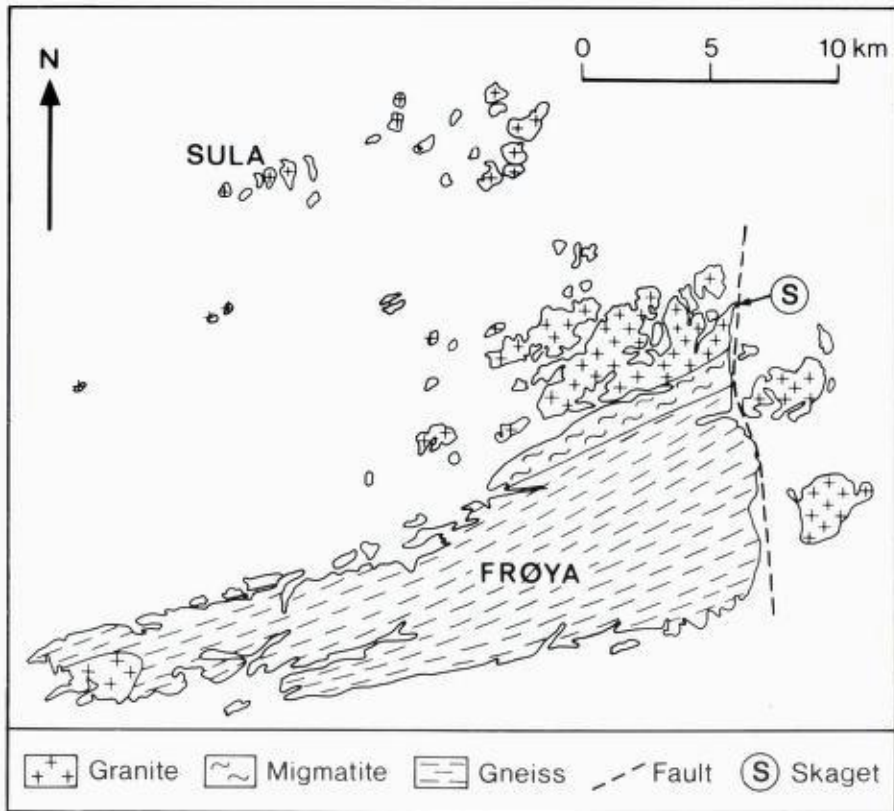 N
0 5 10 km
SULA
S
FRØYA
Granite Migmatite Gneiss Fault S Skaget